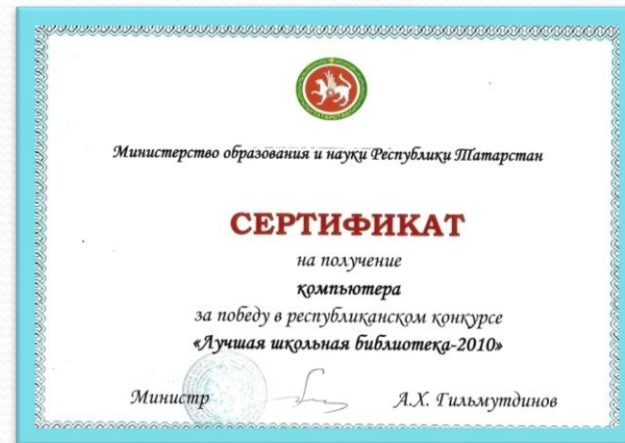 Министерство образования и науки Республики Татарстан
СЕРТИФИКАТ
на получение
компьютера
за победу в республиканском конкурсе
«Лучшая школьная библиотека-2010»
Министр А.Х. Гильмутдинов